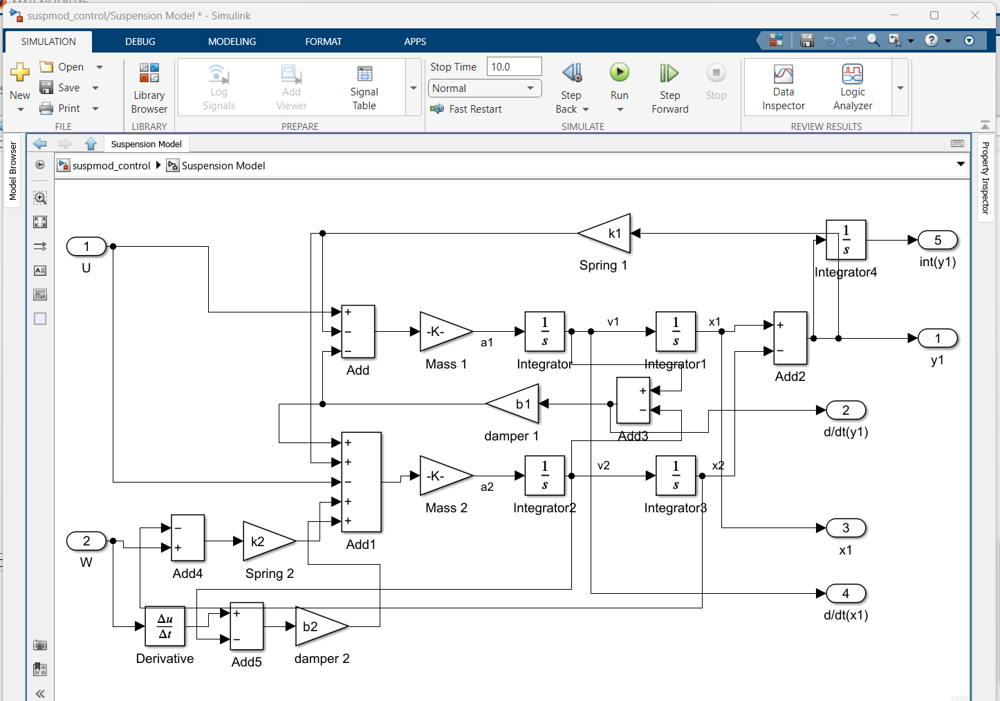 suspmod_control/Suspension Model * - Simulink
SIMULATION DEBUG MODELING FORMAT APPS
New
Open
Save
Print
FILE
Library
Browser
LIBRARY
Log
Signals
Add
Viewer
Signal
Table
PREPARE
Stop Time 10.0
Normal
Fast Restart
Step
Back
Run
Step
Forward
Stop
SIMULATE
Data
Inspector
Logic
Analyzer
REVIEW RESULTS
Model Browser
Property Inspector
Suspension Model
suspmod_control Suspension Model
1
U
k1
Spring 1
1
s
Integrator4
5
int(y1)
+
−
−
Add
-K-
Mass 1
a1
1
s
Integrator
v1
1
s
Integrator1
x1
+
−
Add2
1
y1
b1
damper 1
+
−
Add3
2
d/dt(y1)
+
+
−
+
+
Add1
-K-
Mass 2
a2
1
s
Integrator2
v2
1
s
Integrator3
x2
2
W
−
+
Add4
k2
Spring 2
3
x1
Δu
Δt
Derivative
+
−
Add5
b2
damper 2
4
d/dt(x1)